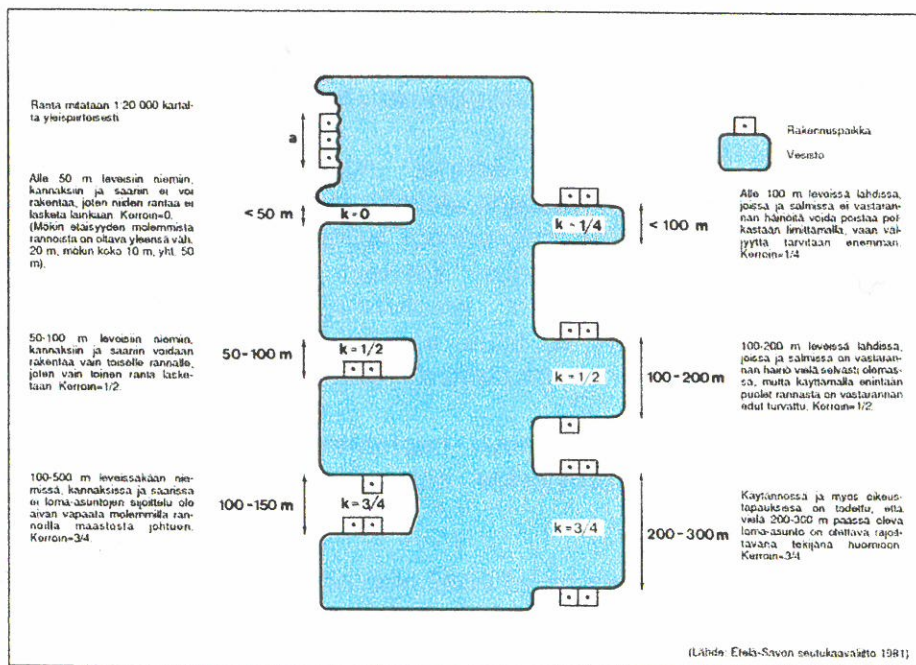 Ranta mitataan 1:20 000 kartal-
ta yleispiirteisesti
a
Alle 50 m leveisiin niemiin,
kannaksiin ja saariin ei voi
rakentaa, joten niiden rantaa ei
lasketa lainkaan. Kerroin=0.
(Mökin etäisyyden molemmista
rannoista on oltava yleensä väh.
20 m, mökin koko 10 m, yht. 50
m).
< 50 m
k = 0
50-100 m leveisiin niemiin,
kannaksiin ja saariin voidaan
rakentaa vain toiselle rannalle,
joten vain toinen ranta laske-
taan Kerroin=1/2.
50-100 m
k = 1/2
100-500 m leveissäkään nie-
missä, kannaksissa ja saarissa
ei loma-asuntojen sijoittelu ole
aivan vapaata molemmilla ran-
noilla maastosta johtuen.
Kerroin=3/4.
100-150 m
k = 3/4
Rakennuspaikka
Vesistö
k = 1/4
< 100 m
Alle 100 m leveissä lahdissa,
joissa ja salmissa ei vastaran-
nan häiriöitä voida poistaa pel-
kästään limittämällä, vaan väl-
jyyttä tarvitaan enemmän.
Kerroin=1/4
k = 1/2
100-200 m
100-200 m leveissä lahdissa,
joissa ja salmissa on vastaran-
nan häiriö vielä selvästi olemas-
sa, mutta käyttämällä enintään
puolet rannasta on vastarannan
edut turvattu. Kerroin=1/2
k = 3/4
200-300 m
Käytännössä ja myös oikeus-
tapauksissa on todettu, että
vielä 200-300 m päässä oleva
loma-asunto on otettava rajoit-
tavana tekijänä huomioon
Kerroin=3/4
(Lähde: Etelä-Savon seutukaavaliitto 1981)